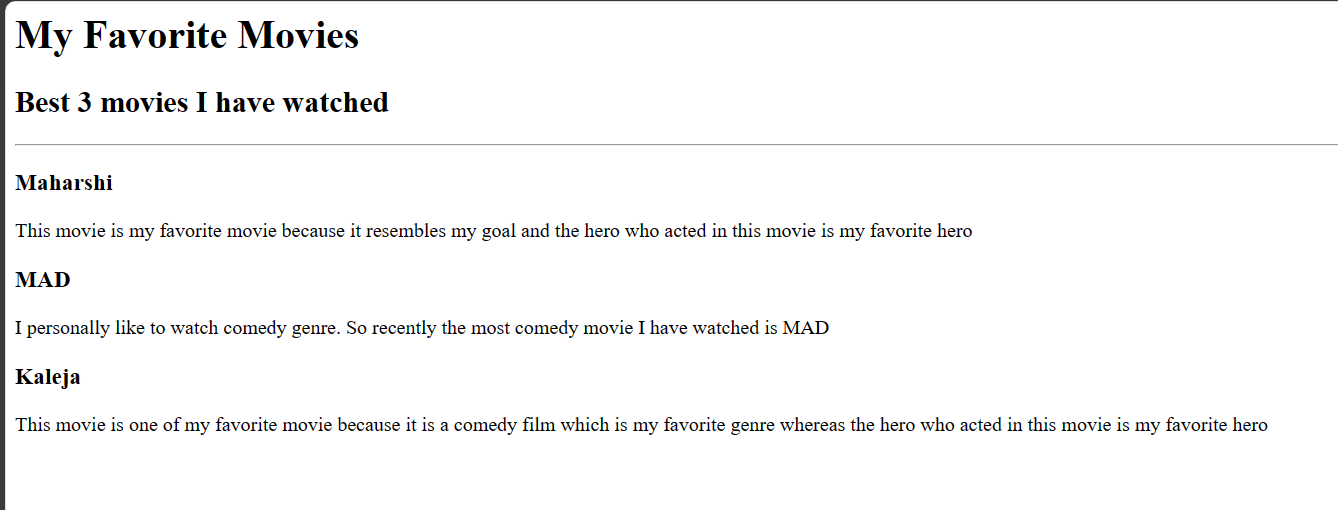 My Favorite Movies
Best 3 movies I have watched
Maharshi
This movie is my favorite movie because it resembles my goal and the hero who acted in this movie is my favorite hero
MAD
I personally like to watch comedy genre. So recently the most comedy movie I have watched is MAD
Kaleja
This movie is one of my favorite movie because it is a comedy film which is my favorite genre whereas the hero who acted in this movie is my favorite hero